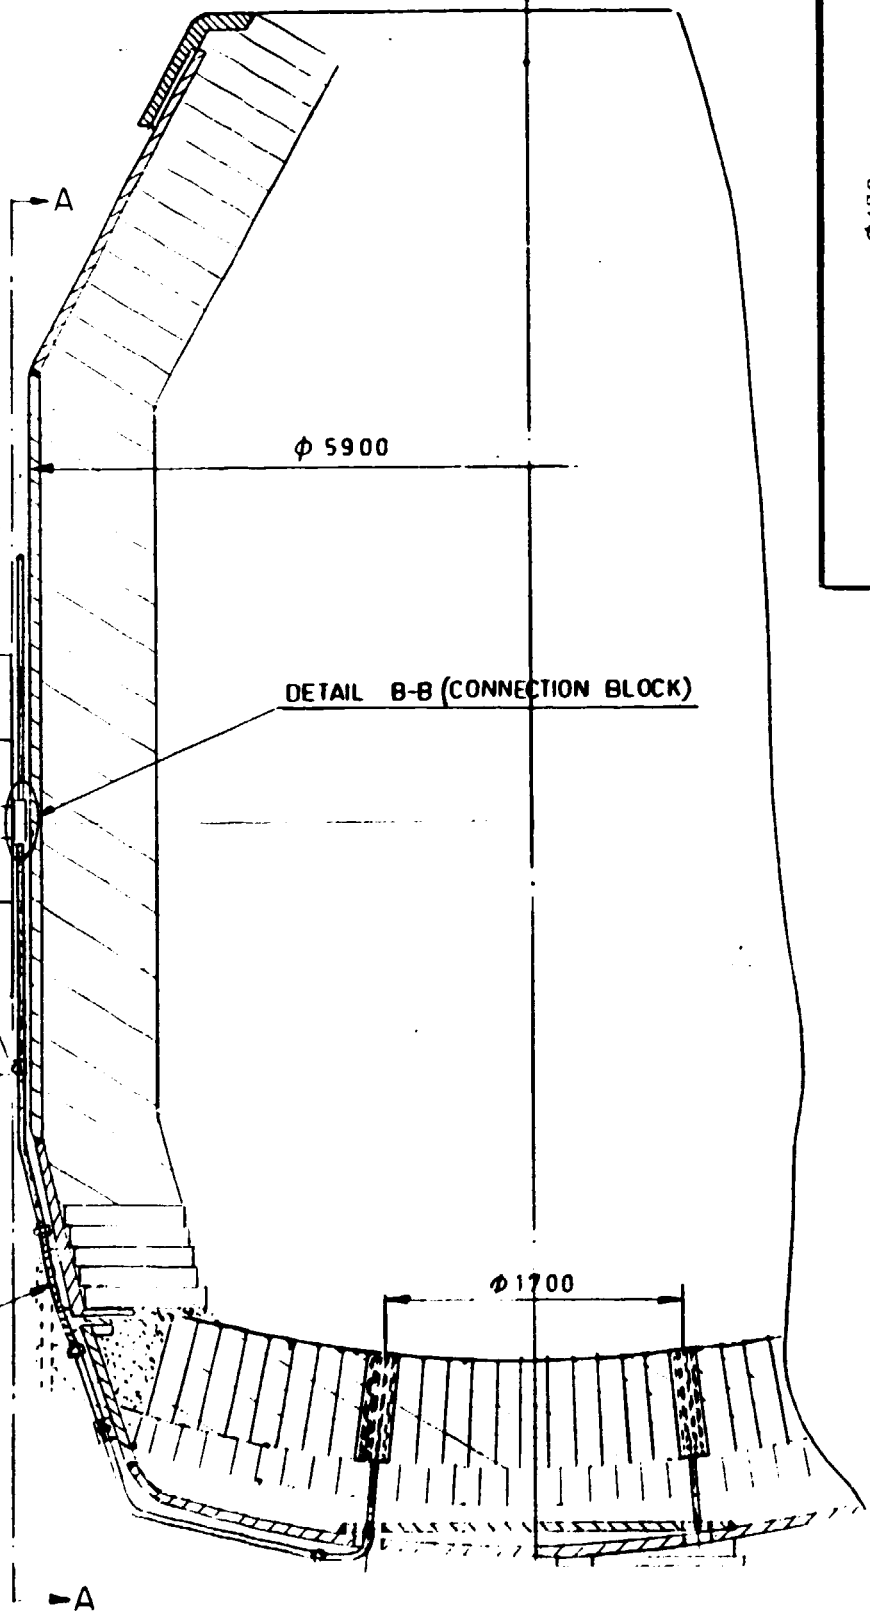 A
ϕ 5900
DETAIL B-B (CONNECTION BLOCK)
ϕ 1700
A